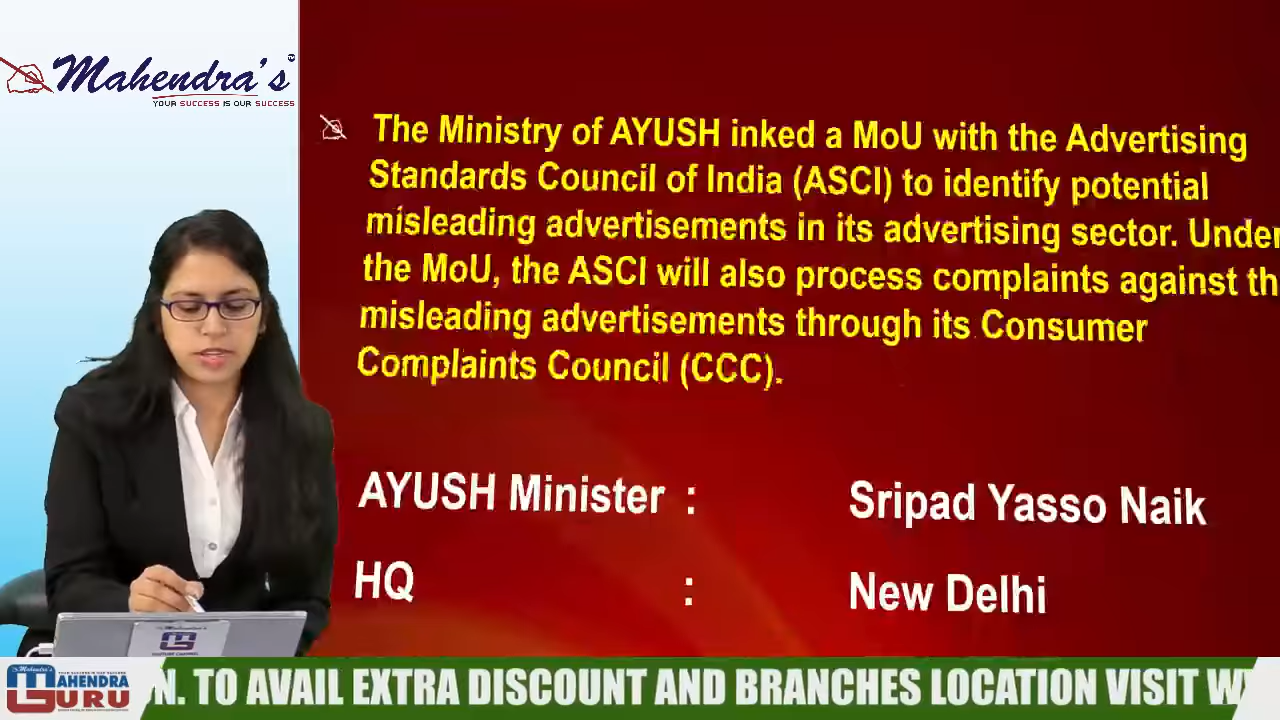 Mahendra's
YOUR SUCCESS IS OUR SUCCESS
The Ministry of AYUSH inked a MoU with the Advertising
Standards Council of India (ASCI) to identify potential
misleading advertisements in its advertising sector. Under
the MoU, the ASCI will also process complaints against th
misleading advertisements through its Consumer
Complaints Council (CCC).
AYUSH Minister : Sripad Yasso Naik
HQ : New Delhi
Mahendra's
MAHENDRA
GURU
N. TO AVAIL EXTRA DISCOUNT AND BRANCHES LOCATION VISIT W